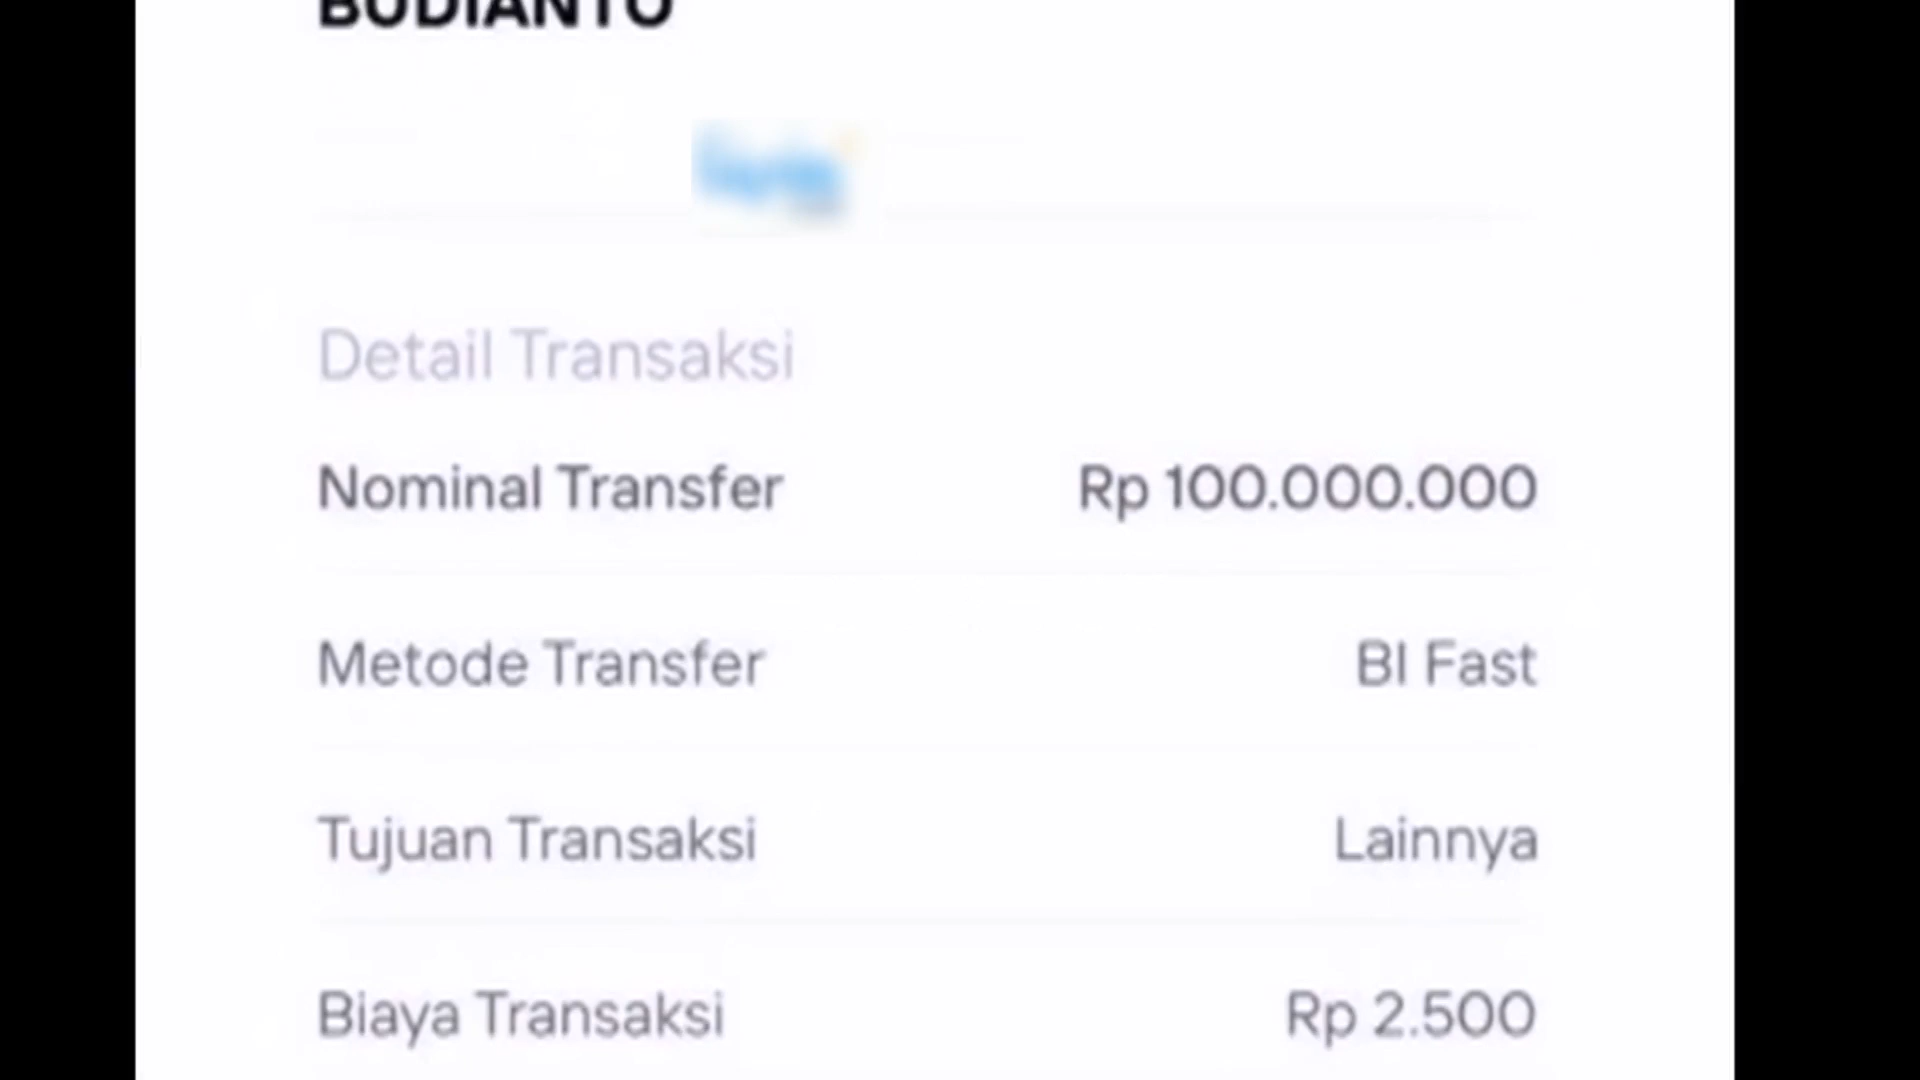 BUDIANTO
Detail Transaksi
Nominal Transfer Rp 100.000.000
Metode Transfer BI Fast
Tujuan Transaksi Lainnya
Biaya Transaksi Rp 2.500